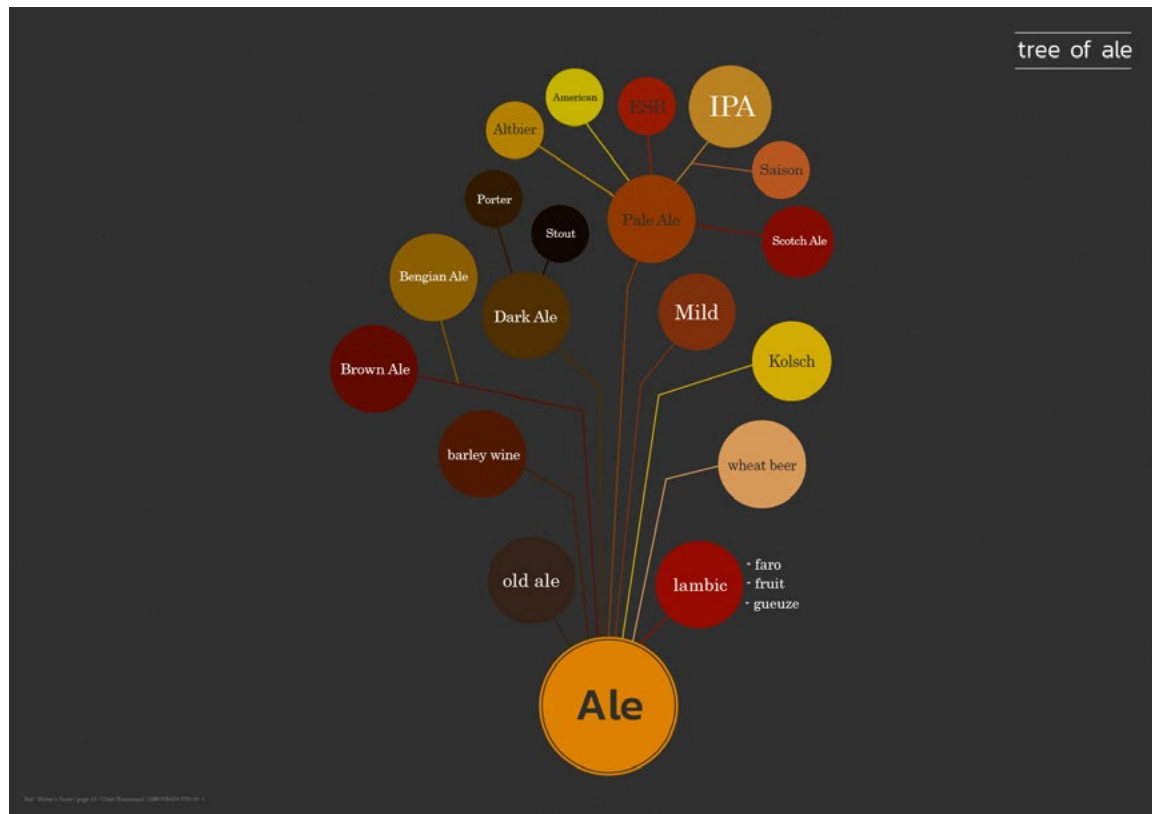 tree of ale
American
ESB
IPA
Altbier
Saison
Porter
Pale Ale
Stout
Scotch Ale
Bengian Ale
Dark Ale
Mild
Brown Ale
Kolsch
barley wine
wheat beer
old ale
lambic
- faro
- fruit
- gueuze
Ale